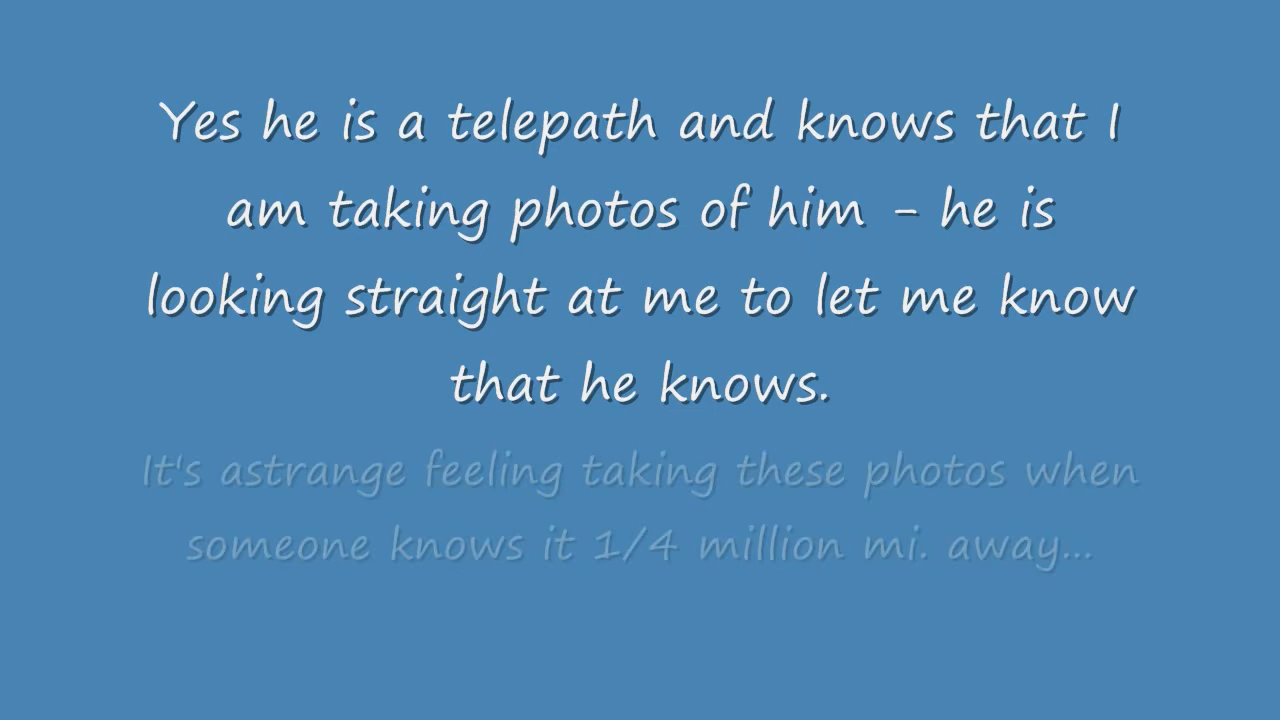 Yes he is a telepath and knows that I
am taking photos of him - he is
looking straight at me to let me know
that he knows.
It's astrange feeling taking these photos when
someone knows it 1/4 million mi. away...